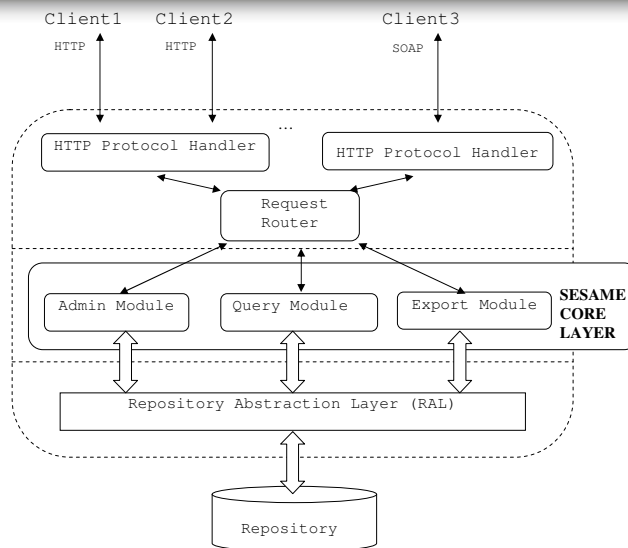 Client1 Client2 Client3
HTTP HTTP SOAP
...
HTTP Protocol Handler HTTP Protocol Handler
Request
Router
Admin Module Query Module Export Module
SESAME
CORE
LAYER
Repository Abstraction Layer (RAL)
Repository